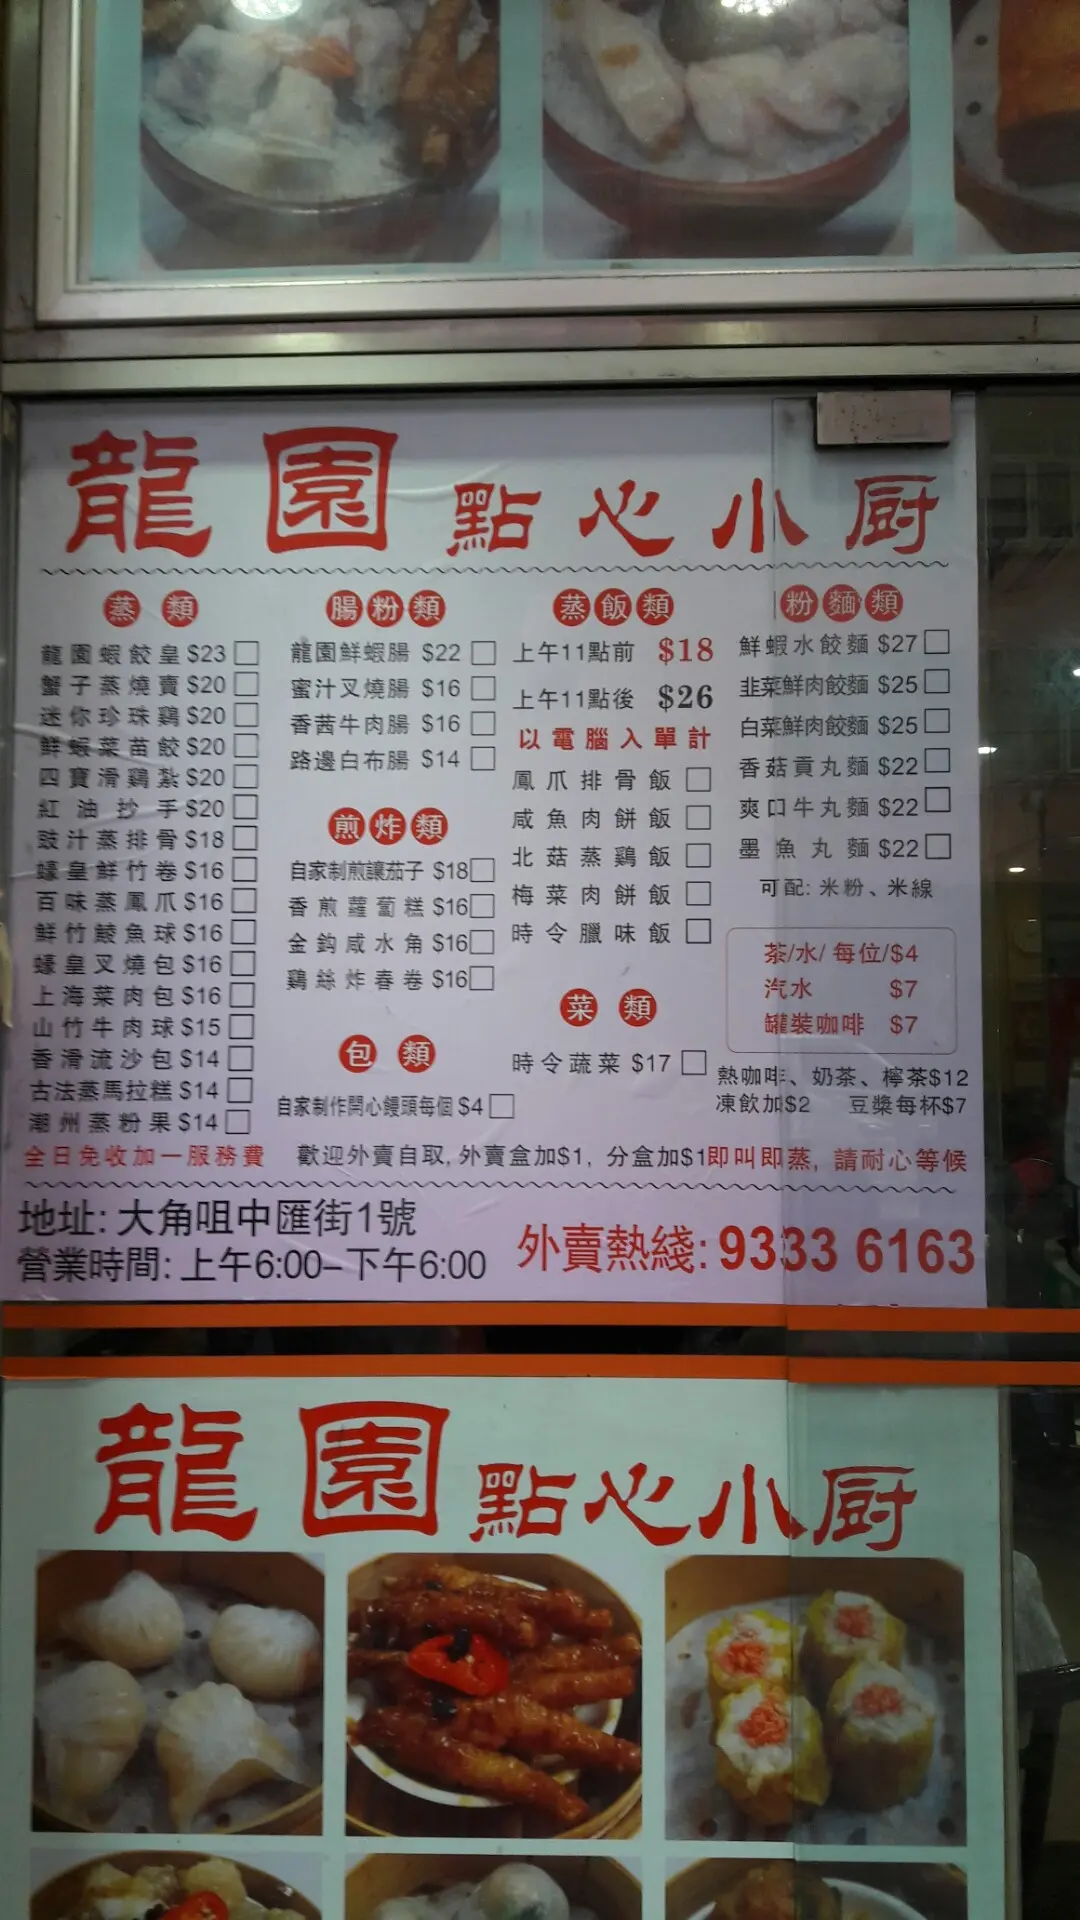 龍園點心小厨
蒸類
龍園蝦餃皇 $23
蟹子蒸燒賣 $20
迷你珍珠鷄 $20
鮮蝦菜苗餃 $20
四寶滑鷄紮 $20
紅油抄手 $20
豉汁蒸排骨 $18
蠔皇鮮竹卷 $16
百味蒸鳳爪 $16
鮮竹鯪魚球 $16
蠔皇叉燒包 $16
上海菜肉包 $16
山竹牛肉球 $15
香滑流沙包 $14
古法蒸馬拉糕 $14
潮州蒸粉果 $14
腸粉類
龍園鮮蝦腸 $22
蜜汁叉燒腸 $16
香茜牛肉腸 $16
路邊白布腸 $14
煎炸類
自家制煎讓茄子 $18
香煎蘿蔔糕 $16
金鈎咸水角 $16
鷄絲炸春卷 $16
包類
自家制作開心饅頭每個 $4
蒸飯類
上午11點前 $18
上午11點後 $26
以電腦入單計
鳳爪排骨飯
咸魚肉餅飯
北菇蒸鷄飯
梅菜肉餅飯
時令臘味飯
菜類
時令蔬菜 $17
粉麵類
鮮蝦水餃麵 $27
韭菜鮮肉餃麵 $25
白菜鮮肉餃麵 $25
香菇貢丸麵 $22
爽口牛丸麵 $22
墨魚丸麵 $22
可配: 米粉、米線
茶/水/ 每位/$4
汽水 $7
罐裝咖啡 $7
熱咖啡、奶茶、檸茶$12
凍飲加$2 豆漿每杯$7
全日免收加一服務費 歡迎外賣自取, 外賣盒加$1, 分盒加$1即叫即蒸, 請耐心等候
地址: 大角咀中匯街1號
營業時間: 上午6:00–下午6:00
外賣熱綫: 9333 6163
龍園點心小厨